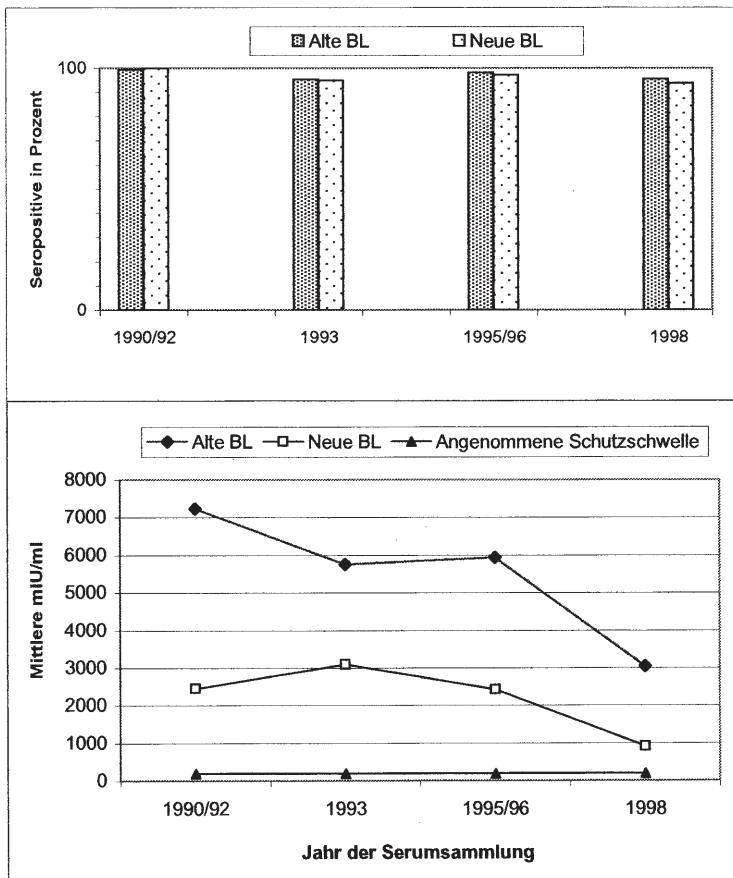 Alte BL Neue BL
Seropositive in Prozent
100
0
1990/92 1993 1995/96 1998
Alte BL Neue BL Angenommene Schutzschwelle
Mittlere mIU/ml
8000
7000
6000
5000
4000
3000
2000
1000
0
1990/92 1993 1995/96 1998
Jahr der Serumsammlung